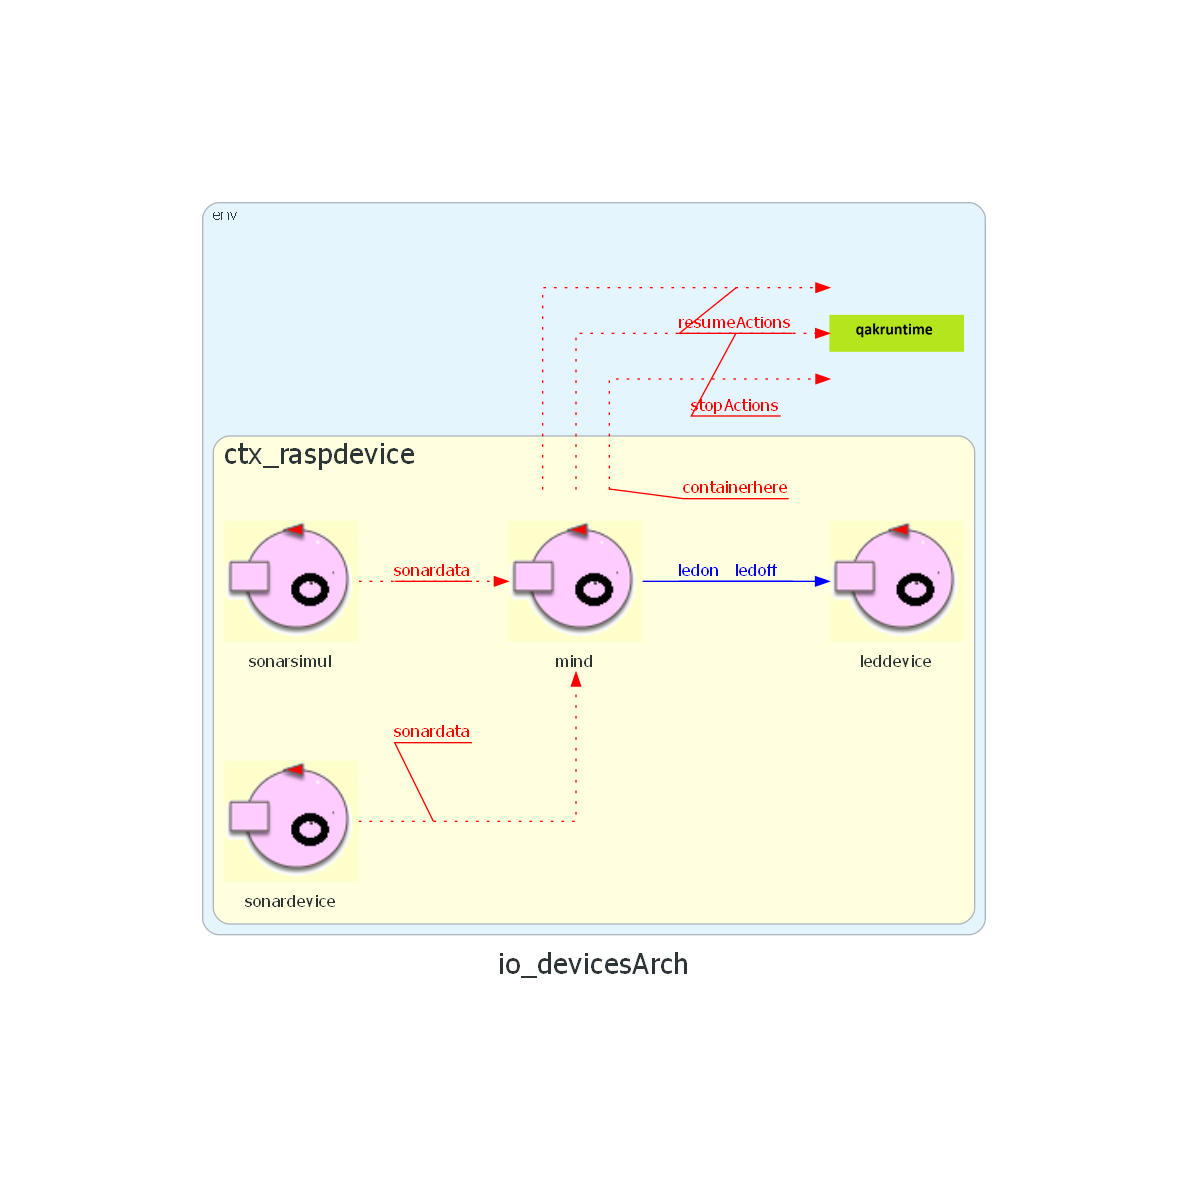 env
resumeActions
qakruntime
stopActions
ctx_raspdevice
containerhere
sonardata
ledon ledoff
sonarsimul
mind
leddevice
sonardata
sonardevice
io_devicesArch